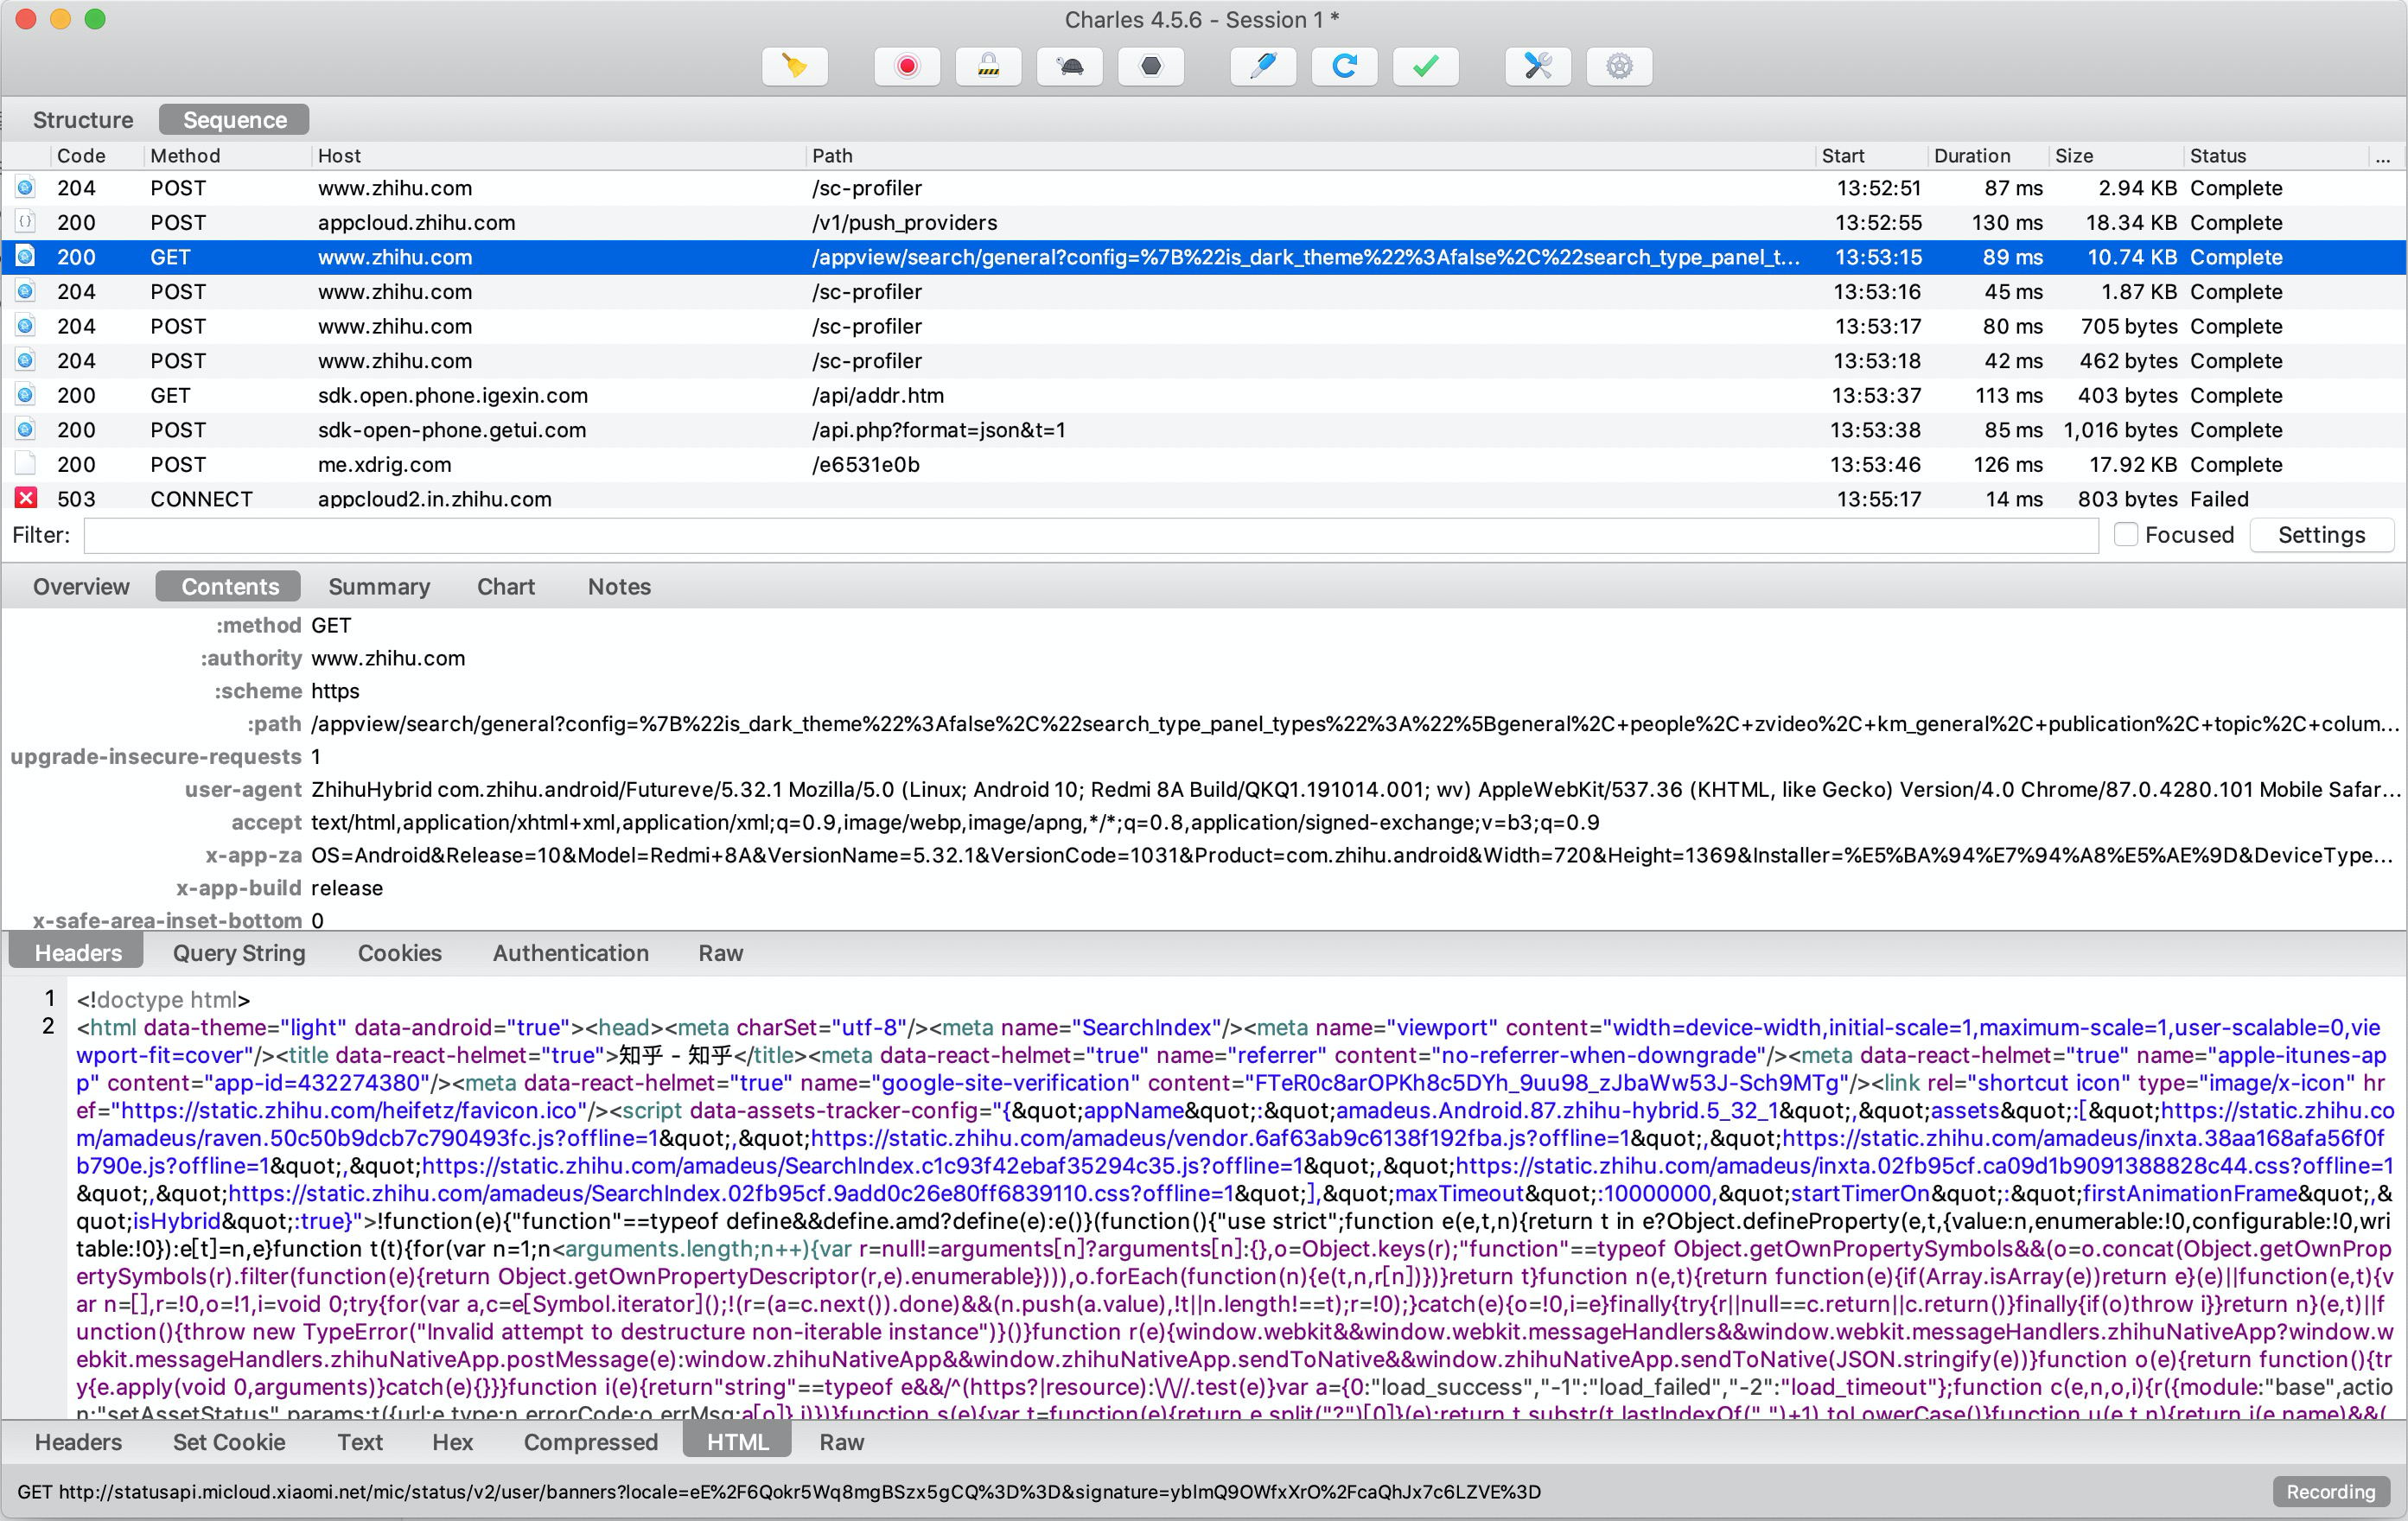 Charles 4.5.6 - Session 1 *
Structure Sequence
Code Method Host Path Start Duration Size Status ...
204 POST www.zhihu.com /sc-profiler 13:52:51 87 ms 2.94 KB Complete
200 POST appcloud.zhihu.com /v1/push_providers 13:52:55 130 ms 18.34 KB Complete
200 GET www.zhihu.com /appview/search/general?config=%7B%22is_dark_theme%22%3Afalse%2C%22search_type_panel_t... 13:53:15 89 ms 10.74 KB Complete
204 POST www.zhihu.com /sc-profiler 13:53:16 45 ms 1.87 KB Complete
204 POST www.zhihu.com /sc-profiler 13:53:17 80 ms 705 bytes Complete
204 POST www.zhihu.com /sc-profiler 13:53:18 42 ms 462 bytes Complete
200 GET sdk.open.phone.igexin.com /api/addr.htm 13:53:37 113 ms 403 bytes Complete
200 POST sdk-open-phone.getui.com /api.php?format=json&t=1 13:53:38 85 ms 1,016 bytes Complete
200 POST me.xdrig.com /e6531e0b 13:53:46 126 ms 17.92 KB Complete
503 CONNECT appcloud2.in.zhihu.com 13:55:17 14 ms 803 bytes Failed
Filter: Focused Settings
Overview Contents Summary Chart Notes
:method GET
:authority www.zhihu.com
:scheme https
:path /appview/search/general?config=%7B%22is_dark_theme%22%3Afalse%2C%22search_type_panel_types%22%3A%22%5Bgeneral%2C+people%2C+zvideo%2C+km_general%2C+publication%2C+topic%2C+colum...
upgrade-insecure-requests 1
user-agent ZhihuHybrid com.zhihu.android/Futureve/5.32.1 Mozilla/5.0 (Linux; Android 10; Redmi 8A Build/QKQ1.191014.001; wv) AppleWebKit/537.36 (KHTML, like Gecko) Version/4.0 Chrome/87.0.4280.101 Mobile Safar...
accept text/html,application/xhtml+xml,application/xml;q=0.9,image/webp,image/apng,*/*;q=0.8,application/signed-exchange;v=b3;q=0.9
x-app-za OS=Android&Release=10&Model=Redmi+8A&VersionName=5.32.1&VersionCode=1031&Product=com.zhihu.android&Width=720&Height=1369&Installer=%E5%BA%94%E7%94%A8%E5%AE%9D&DeviceType...
x-app-build release
x-safe-area-inset-bottom 0
Headers Query String Cookies Authentication Raw
1 <!doctype html>
2 <html data-theme="light" data-android="true"><head><meta charSet="utf-8"/><meta name="SearchIndex"/><meta name="viewport" content="width=device-width,initial-scale=1,maximum-scale=1,user-scalable=0,vie
wport-fit=cover"/><title data-react-helmet="true">知乎 - 知乎</title><meta data-react-helmet="true" name="referrer" content="no-referrer-when-downgrade"/><meta data-react-helmet="true" name="apple-itunes-ap
p" content="app-id=432274380"/><meta data-react-helmet="true" name="google-site-verification" content="FTeR0c8arOPKh8c5DYh_9uu98_zJbaWw53J-Sch9MTg"/><link rel="shortcut icon" type="image/x-icon" hr
ef="https://static.zhihu.com/heifetz/favicon.ico"/><script data-assets-tracker-config="{&quot;appName&quot;:&quot;amadeus.Android.87.zhihu-hybrid.5_32_1&quot;,&quot;assets&quot;:[&quot;https://static.zhihu.co
m/amadeus/raven.50c50b9dcb7c790493fc.js?offline=1&quot;,&quot;https://static.zhihu.com/amadeus/vendor.6af63ab9c6138f192fba.js?offline=1&quot;,&quot;https://static.zhihu.com/amadeus/inxta.38aa168afa56f0f
b790e.js?offline=1&quot;,&quot;https://static.zhihu.com/amadeus/SearchIndex.c1c93f42ebaf35294c35.js?offline=1&quot;,&quot;https://static.zhihu.com/amadeus/inxta.02fb95cf.ca09d1b9091388828c44.css?offline=1
&quot;,&quot;https://static.zhihu.com/amadeus/SearchIndex.02fb95cf.9add0c26e80ff6839110.css?offline=1&quot;],&quot;maxTimeout&quot;:10000000,&quot;startTimerOn&quot;:&quot;firstAnimationFrame&quot;,&
quot;isHybrid&quot;:true}">!function(e){"function"==typeof define&&define.amd?define(e):e()}(function(){"use strict";function e(e,t,n){return t in e?Object.defineProperty(e,t,{value:n,enumerable:!0,configurable:!0,wri
table:!0}):e[t]=n,e}function t(t){for(var n=1;n<arguments.length;n++){var r=null!=arguments[n]?arguments[n]:{},o=Object.keys(r);"function"==typeof Object.getOwnPropertySymbols&&(o=o.concat(Object.getOwnProp
ertySymbols(r).filter(function(e){return Object.getOwnPropertyDescriptor(r,e).enumerable}))),o.forEach(function(n){e(t,n,r[n])})}return t}function n(e,t){return function(e){if(Array.isArray(e))return e}(e)||function(e,t){v
ar n=[],r=!0,o=!1,i=void 0;try{for(var a,c=e[Symbol.iterator]();!(r=(a=c.next()).done)&&(n.push(a.value),!t||n.length!==t);r=!0);}catch(e){o=!0,i=e}finally{try{r||null==c.return||c.return()}finally{if(o)throw i}}return n}(e,t)||f
unction(){throw new TypeError("Invalid attempt to destructure non-iterable instance")}()}function r(e){window.webkit&&window.webkit.messageHandlers&&window.webkit.messageHandlers.zhihuNativeApp?window.w
ebkit.messageHandlers.zhihuNativeApp.postMessage(e):window.zhihuNativeApp&&window.zhihuNativeApp.sendToNative&&window.zhihuNativeApp.sendToNative(JSON.stringify(e))}function o(e){return function(){tr
y{e.apply(void 0,arguments)}catch(e){}}}function i(e){return"string"==typeof e&&/^(https?|resource):\/\//.test(e)}var a={0:"load_success","-1":"load_failed","-2":"load_timeout"};function c(e,n,o,i){r({module:"base",actio
n:"setAssetStatus",params:t({url:e,type:n,errorCode:o,errMsg:a[o]},i)})}function s(e){var t=function(e){return e.split("?")[0]}(e);return t.substr(t.lastIndexOf(".")+1).toLowerCase()}function u(e,t,n){return i(e.name)&&(
Headers Set Cookie Text Hex Compressed HTML Raw
GET http://statusapi.micloud.xiaomi.net/mic/status/v2/user/banners?locale=eE%2F6Qokr5Wq8mgBSzx5gCQ%3D%3D&signature=yblmQ9OWfxXrO%2FcaQhJx7c6LZVE%3D Recording